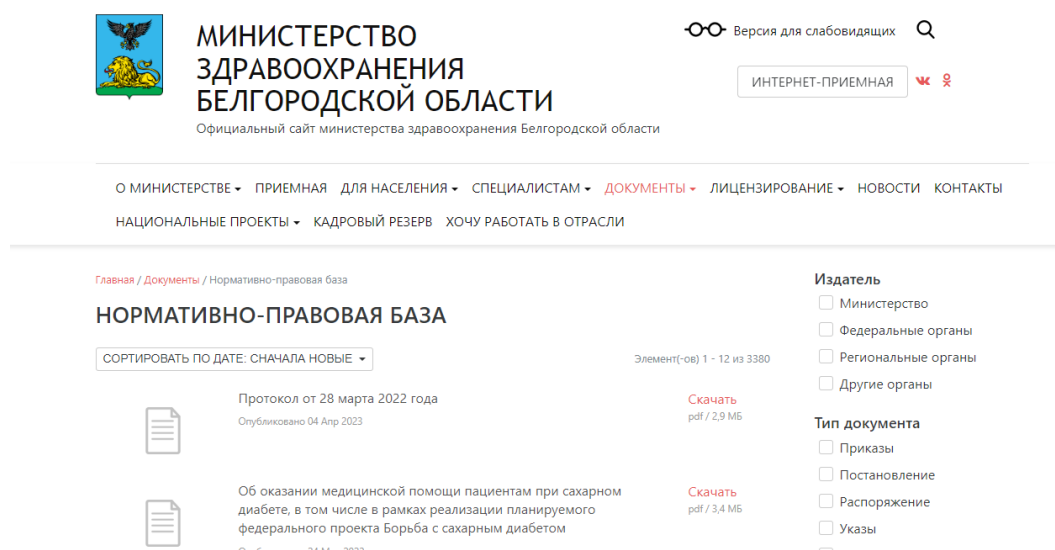 МИНИСТЕРСТВО
ЗДРАВООХРАНЕНИЯ
БЕЛГОРОДСКОЙ ОБЛАСТИ
Официальный сайт министерства здравоохранения Белгородской области
Версия для слабовидящих
ИНТЕРНЕТ-ПРИЕМНАЯ
О МИНИСТЕРСТВЕ ПРИЕМНАЯ ДЛЯ НАСЕЛЕНИЯ СПЕЦИАЛИСТАМ ДОКУМЕНТЫ ЛИЦЕНЗИРОВАНИЕ НОВОСТИ КОНТАКТЫ
НАЦИОНАЛЬНЫЕ ПРОЕКТЫ КАДРОВЫЙ РЕЗЕРВ ХОЧУ РАБОТАТЬ В ОТРАСЛИ
Главная / Документы / Нормативно-правовая база
НОРМАТИВНО-ПРАВОВАЯ БАЗА
СОРТИРОВАТЬ ПО ДАТЕ: СНАЧАЛА НОВЫЕ
Элемент(-ов) 1 - 12 из 3380
Протокол от 28 марта 2022 года
Опубликовано 04 Апр 2023
Скачать
pdf / 2,9 МБ
Об оказании медицинской помощи пациентам при сахарном
диабете, в том числе в рамках реализации планируемого
федерального проекта Борьба с сахарным диабетом
Скачать
pdf / 3,4 МБ
Издатель
Министерство
Федеральные органы
Региональные органы
Другие органы
Тип документа
Приказы
Постановление
Распоряжение
Указы